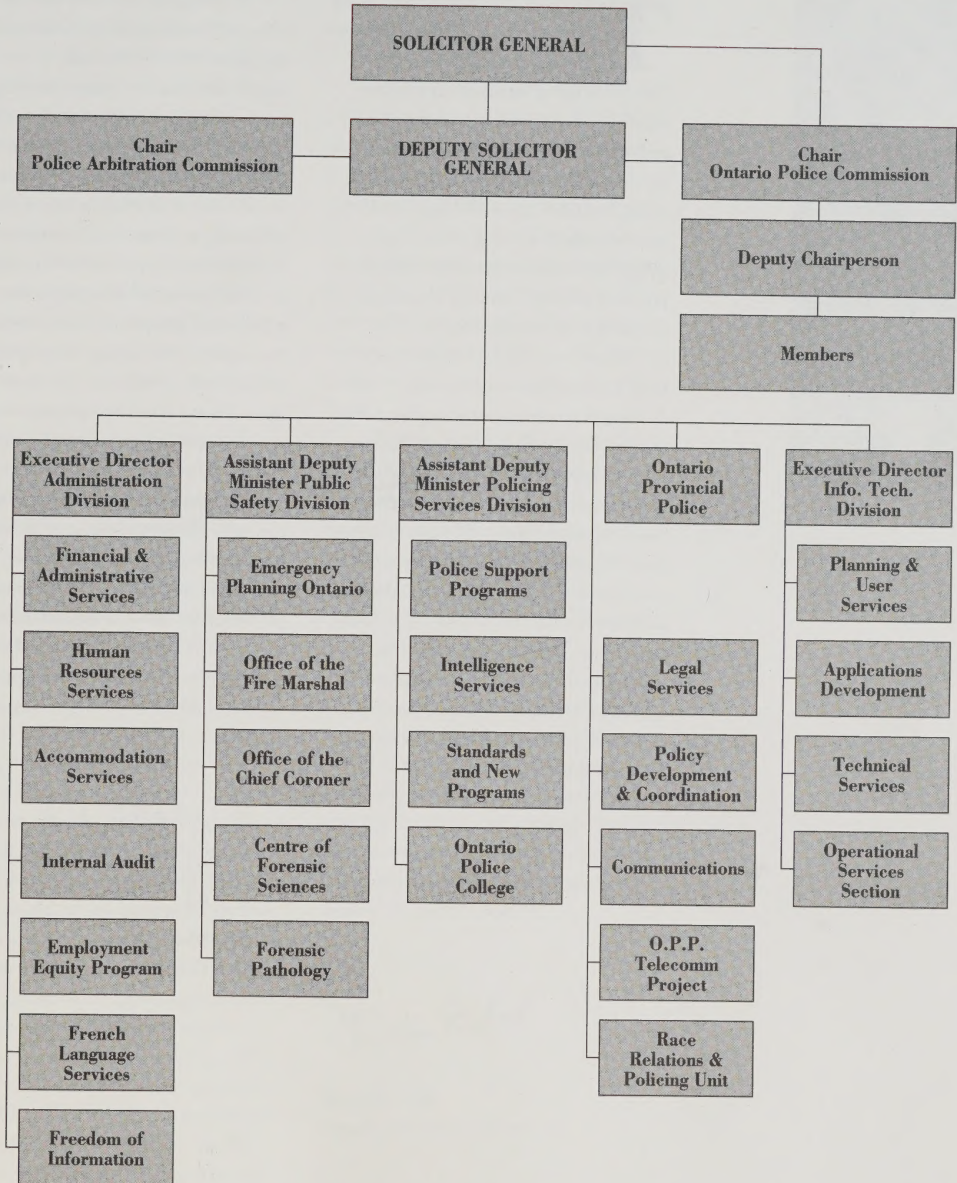 SOLICITOR GENERAL
Chair
Police Arbitration Commission
DEPUTY SOLICITOR
GENERAL
Chair
Ontario Police Commission
Deputy Chairperson
Members
Executive Director
Administration
Division
Financial &
Administrative
Services
Human
Resources
Services
Accommodation
Services
Internal Audit
Employment
Equity Program
French
Language
Services
Freedom of
Information
Assistant Deputy
Minister Public
Safety Division
Emergency
Planning Ontario
Office of the
Fire Marshal
Office of the
Chief Coroner
Centre of
Forensic
Sciences
Forensic
Pathology
Assistant Deputy
Minister Policing
Services Division
Police Support
Programs
Intelligence
Services
Standards
and New
Programs
Ontario
Police
College
Ontario
Provincial
Police
Legal
Services
Policy
Development
& Coordination
Communications
O.P.P.
Telecomm
Project
Race
Relations &
Policing Unit
Executive Director
Info. Tech.
Division
Planning &
User
Services
Applications
Development
Technical
Services
Operational
Services
Section